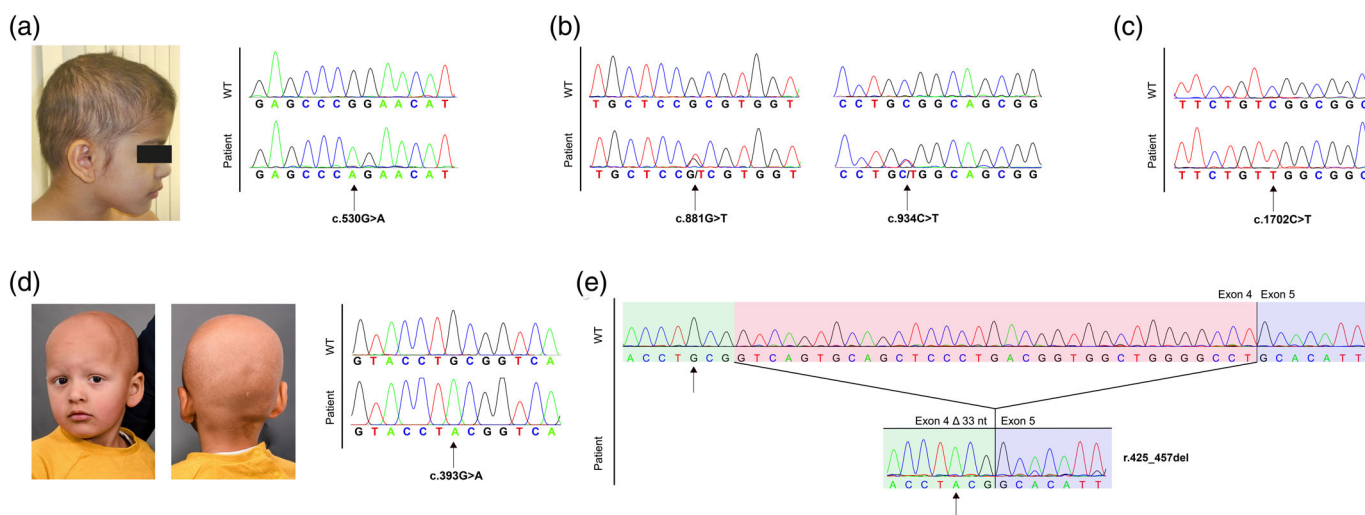 (a)
WT
G A G C C C G G A A C A T
Patient
G A G C C C A G A A C A T
c.530G>A
(b)
WT
T G C T C C G C G T G G T
C C T G C G G C A G C G G
Patient
T G C T C C G/T C G T G G T
C C T G C/T G G C A G C G G
c.881G>T
c.934C>T
(c)
WT
T T C T G T C G G C G G C
Patient
T T C T G T T G G C G G C
c.1702C>T
(d)
WT
G T A C C T G C G G T C A
Patient
G T A C C T A C G G T C A
c.393G>A
(e)
Exon 4 Exon 5
WT
A C C T G C G G T C A G T G C A G C T C C C T G A C G G T G G C T G G G G C C T G C A C A T T
Exon 4 Δ 33 nt Exon 5
Patient
A C C T A C G G C A C A T T
r.425_457del